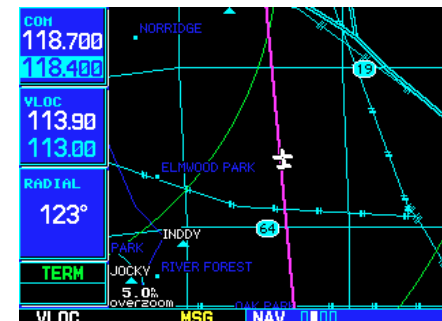 COM
118.700
118.400
VLOC
113.90
113.00
RADIAL
123°
TERM
VLOC
NORRIDGE
19
ELMWOOD PARK
64
INDDY
PARK
JOCKY
RIVER FOREST
5.0
overzoom
OAK PARK
MSG
NAV